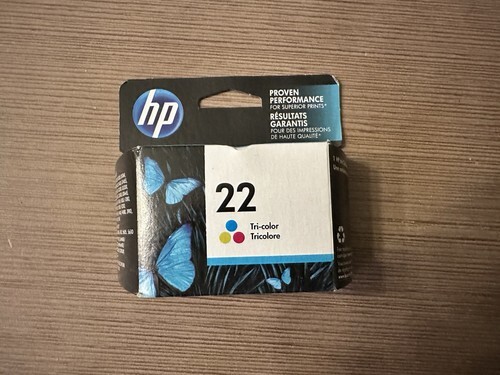 hp
PROVEN
PERFORMANCE
FOR SUPERIOR PRINTS*
RÉSULTATS
GARANTIS
POUR DES IMPRESSIONS
DE HAUTE QUALITÉ*
22
Tri-color
Tricolore